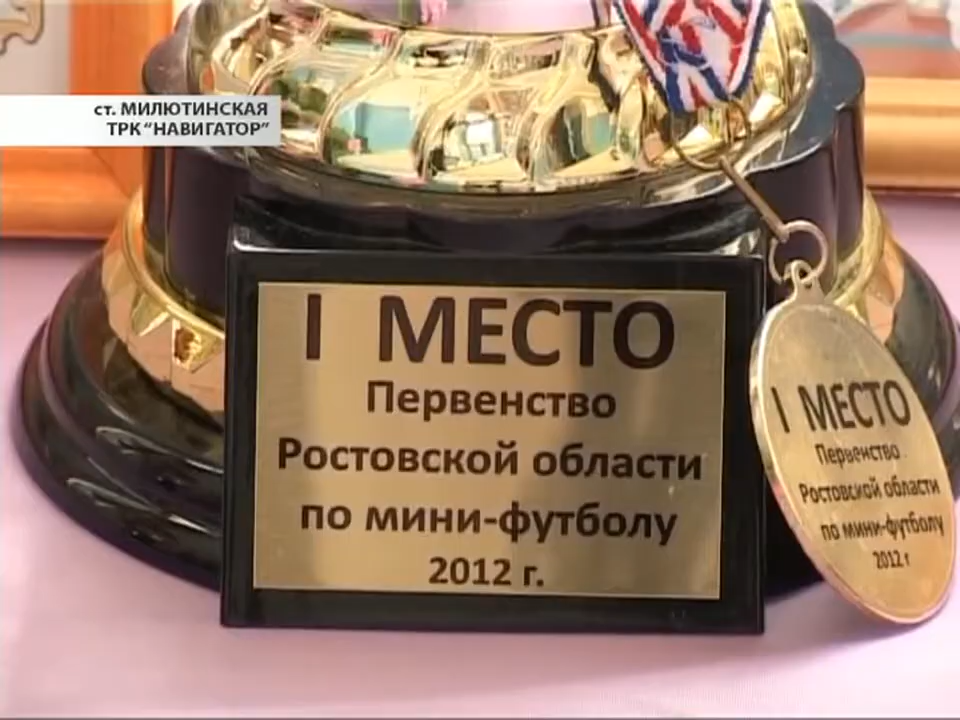 ст. МИЛЮТИНСКАЯ
ТРК “НАВИГАТОР”
I МЕСТО
Первенство
Ростовской области
по мини-футболу
2012 г.
I МЕСТО
Первенство
Ростовской области
по мини-футболу
2012 г